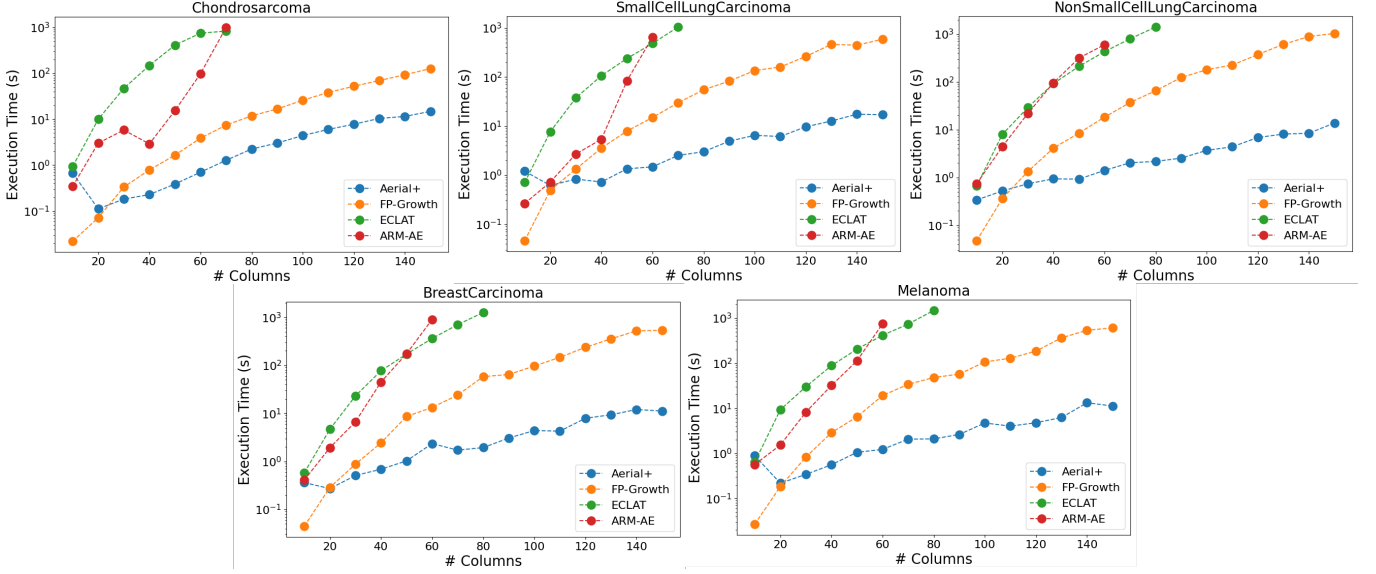 Chondrosarcoma
Execution Time (s)
10³
10²
10¹
10⁰
10⁻¹
20 40 60 80 100 120 140
# Columns
Aerial+
FP-Growth
ECLAT
ARM-AE
SmallCellLungCarcinoma
Execution Time (s)
10³
10²
10¹
10⁰
10⁻¹
20 40 60 80 100 120 140
# Columns
Aerial+
FP-Growth
ECLAT
ARM-AE
NonSmallCellLungCarcinoma
Execution Time (s)
10³
10²
10¹
10⁰
10⁻¹
20 40 60 80 100 120 140
# Columns
Aerial+
FP-Growth
ECLAT
ARM-AE
BreastCarcinoma
Execution Time (s)
10³
10²
10¹
10⁰
10⁻¹
20 40 60 80 100 120 140
# Columns
Aerial+
FP-Growth
ECLAT
ARM-AE
Melanoma
Execution Time (s)
10³
10²
10¹
10⁰
10⁻¹
20 40 60 80 100 120 140
# Columns
Aerial+
FP-Growth
ECLAT
ARM-AE